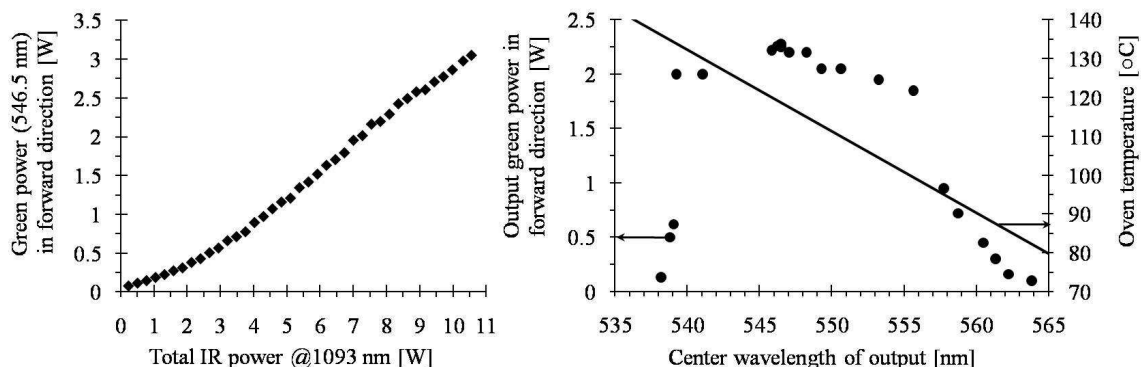 Green power (546.5 nm)
in forward direction [W]
3.5
3
2.5
2
1.5
1
0.5
0
0 1 2 3 4 5 6 7 8 9 10 11
Total IR power @1093 nm [W]
Output green power in
forward direction [W]
2.5
2
1.5
1
0.5
0
535 540 545 550 555 560 565
Center wavelength of output [nm]
140
130
120
110
100
90
80
70
Oven temperature [oC]